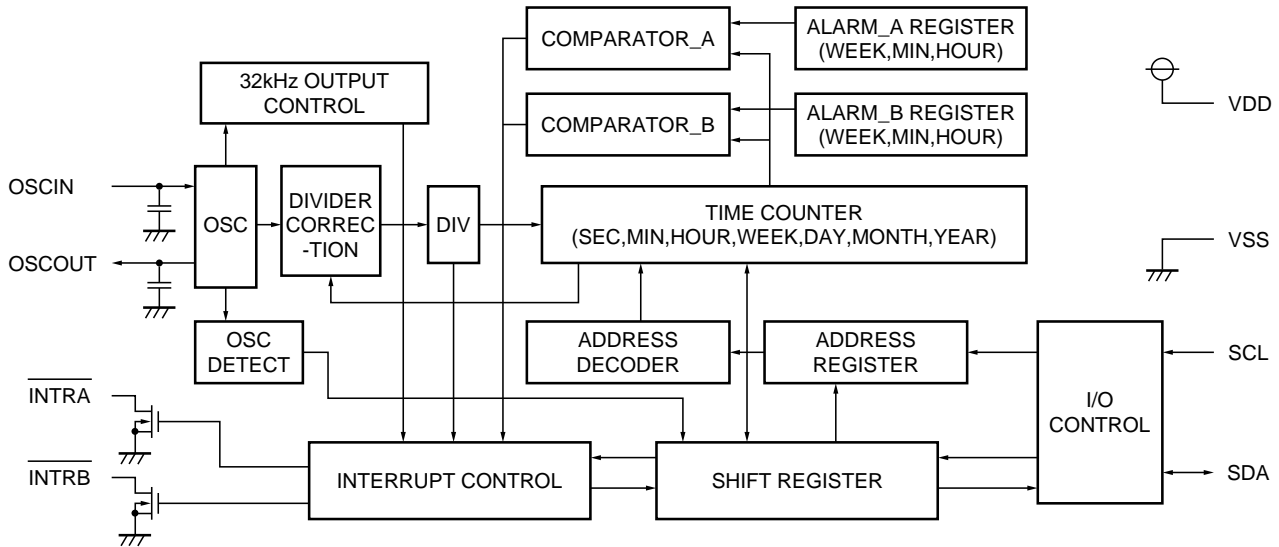 COMPARATOR_A
ALARM_A REGISTER
(WEEK,MIN,HOUR)
32kHz OUTPUT
CONTROL
VDD
COMPARATOR_B
ALARM_B REGISTER
(WEEK,MIN,HOUR)
OSCIN
OSC
DIVIDER
CORREC
-TION
DIV
TIME COUNTER
(SEC,MIN,HOUR,WEEK,DAY,MONTH,YEAR)
VSS
OSCOUT
OSC
DETECT
ADDRESS
DECODER
ADDRESS
REGISTER
I/O
CONTROL
SCL
INTRA
INTERRUPT CONTROL
SHIFT REGISTER
SDA
INTRB